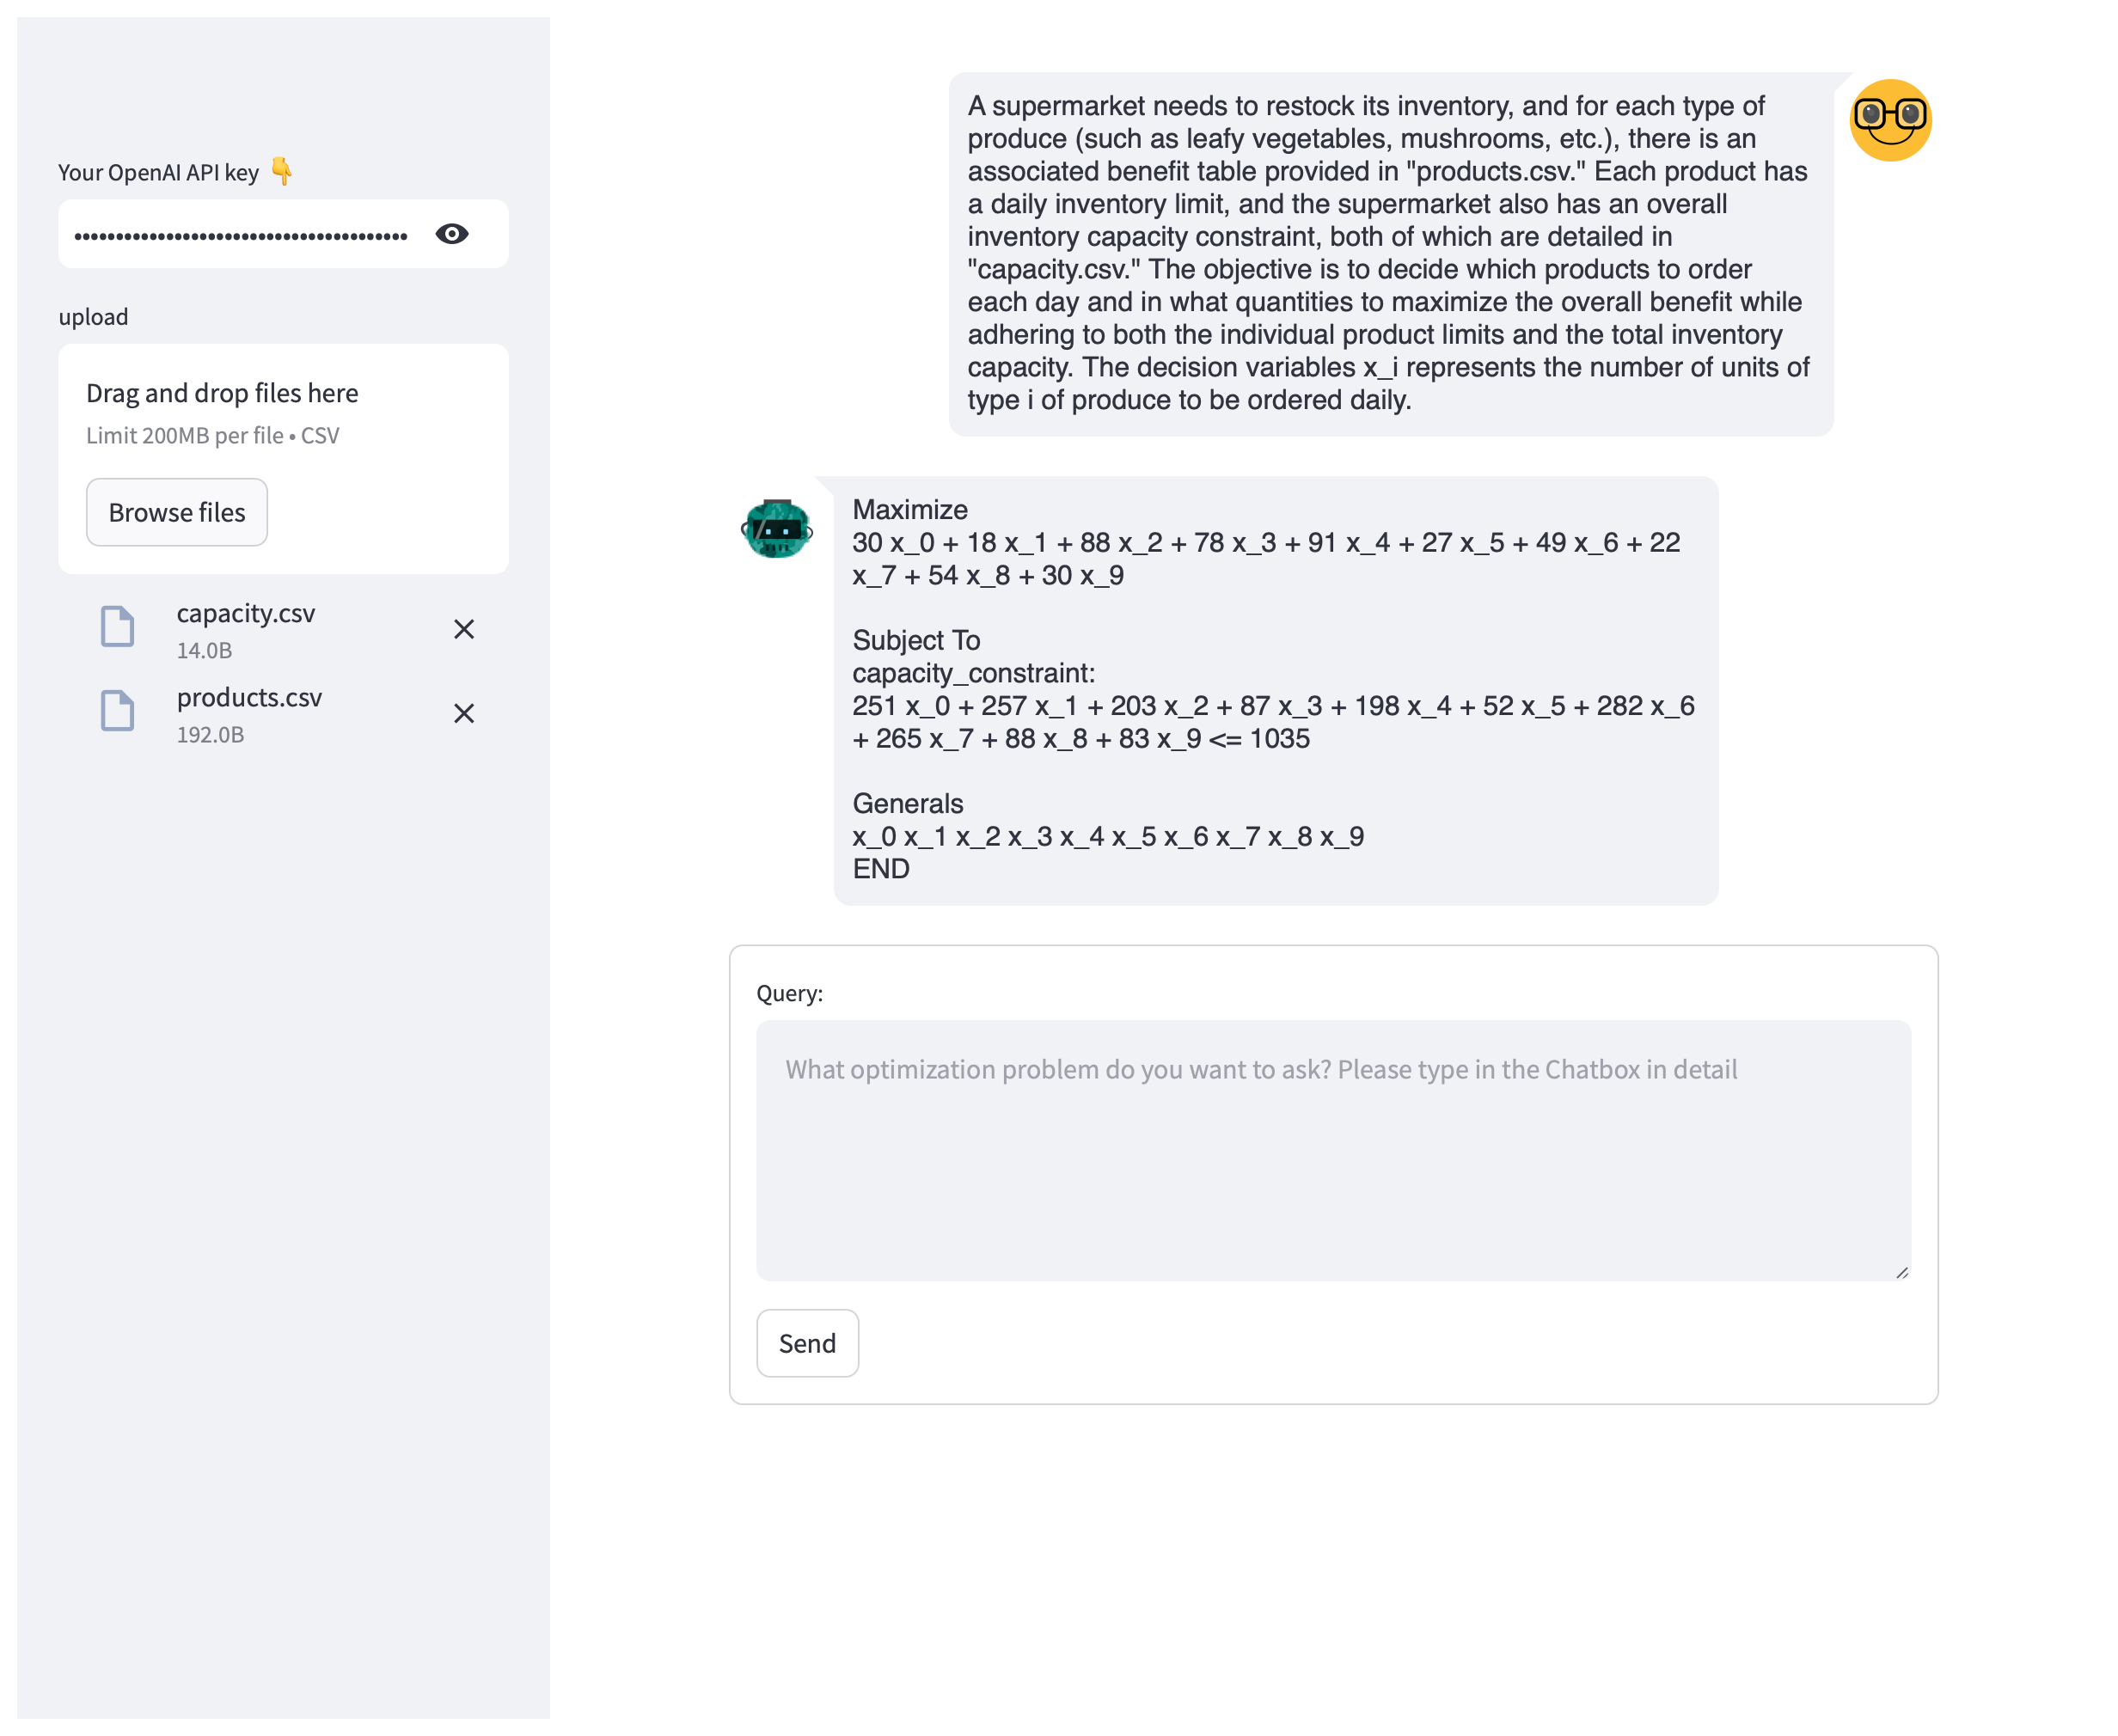 Your OpenAI API key 👇
upload
Drag and drop files here
Limit 200MB per file • CSV
Browse files
capacity.csv
14.0B
products.csv
192.0B
A supermarket needs to restock its inventory, and for each type of
produce (such as leafy vegetables, mushrooms, etc.), there is an
associated benefit table provided in "products.csv." Each product has
a daily inventory limit, and the supermarket also has an overall
inventory capacity constraint, both of which are detailed in
"capacity.csv." The objective is to decide which products to order
each day and in what quantities to maximize the overall benefit while
adhering to both the individual product limits and the total inventory
capacity. The decision variables x_i represents the number of units of
type i of produce to be ordered daily.
Maximize
30 x_0 + 18 x_1 + 88 x_2 + 78 x_3 + 91 x_4 + 27 x_5 + 49 x_6 + 22
x_7 + 54 x_8 + 30 x_9
Subject To
capacity_constraint:
251 x_0 + 257 x_1 + 203 x_2 + 87 x_3 + 198 x_4 + 52 x_5 + 282 x_6
+ 265 x_7 + 88 x_8 + 83 x_9 <= 1035
Generals
x_0 x_1 x_2 x_3 x_4 x_5 x_6 x_7 x_8 x_9
END
Query:
What optimization problem do you want to ask? Please type in the Chatbox in detail
Send